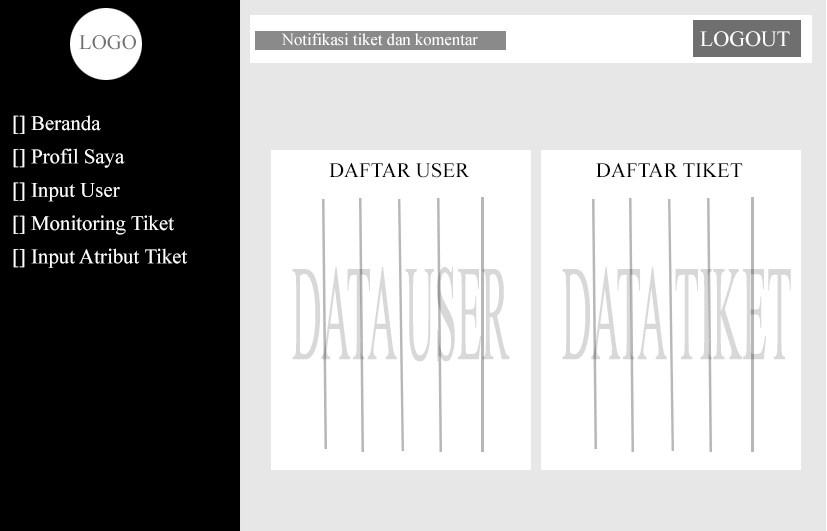 LOGO
[] Beranda
[] Profil Saya
[] Input User
[] Monitoring Tiket
[] Input Atribut Tiket
Notifikasi tiket dan komentar
LOGOUT
DAFTAR USER
DATA USER
DAFTAR TIKET
DATA TIKET